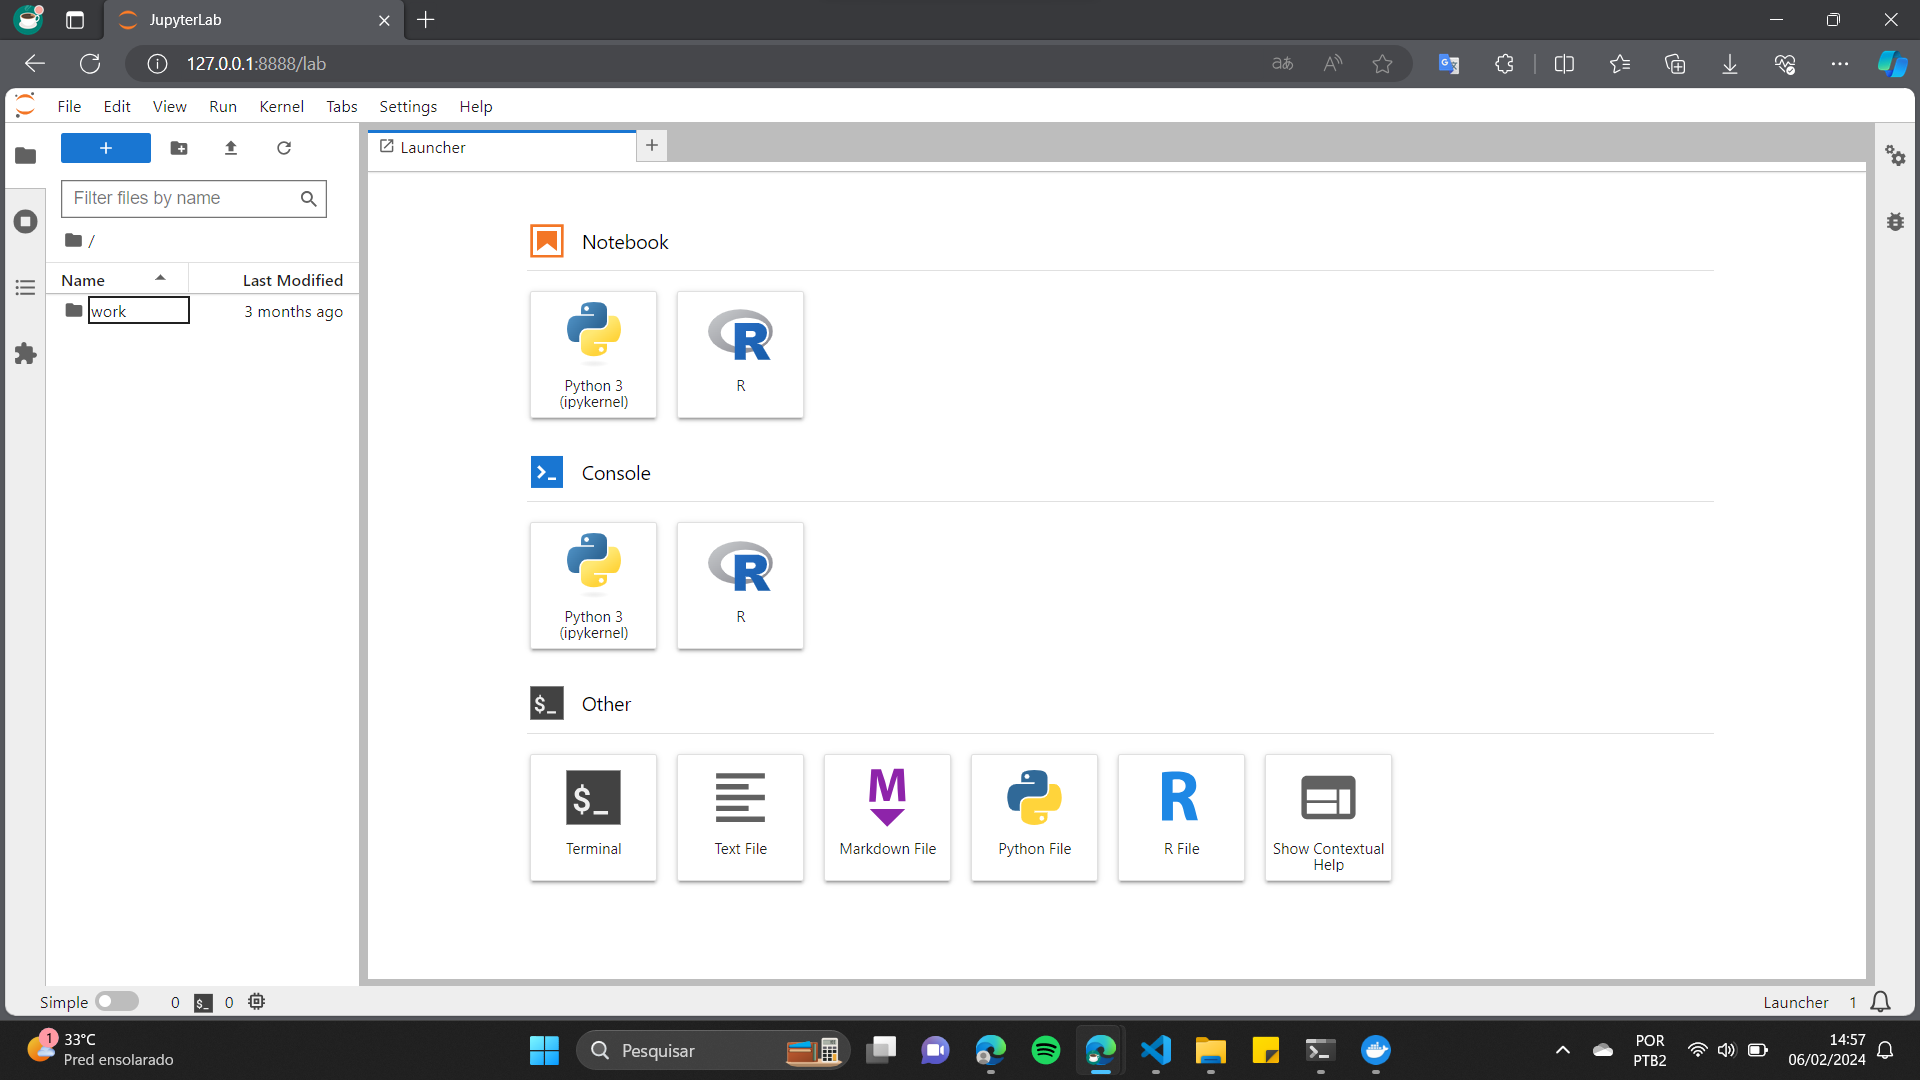 JupyterLab
127.0.0.1:8888/lab
File Edit View Run Kernel Tabs Settings Help
Launcher
Filter files by name
/
Name Last Modified
work 3 months ago
Notebook
Python 3
(ipykernel)
R
Console
Python 3
(ipykernel)
R
Other
Terminal
Text File
Markdown File
Python File
R File
Show Contextual
Help
Simple 0 0 Launcher 1
1
33°C
Pred ensolarado
Pesquisar
POR
PTB2
14:57
06/02/2024